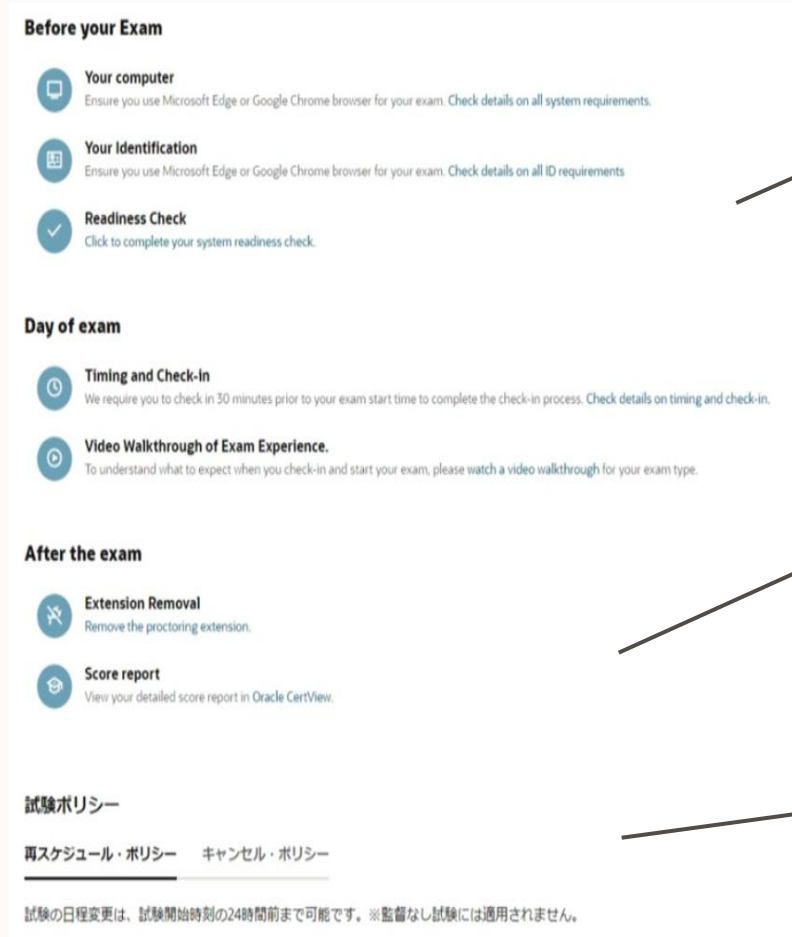 Before your Exam
Your computer
Ensure you use Microsoft Edge or Google Chrome browser for your exam. Check details on all system requirements.
Your Identification
Ensure you use Microsoft Edge or Google Chrome browser for your exam. Check details on all ID requirements
Readiness Check
Click to complete your system readiness check.
Day of exam
Timing and Check-in
We require you to check in 30 minutes prior to your exam start time to complete the check-in process. Check details on timing and check-in.
Video Walkthrough of Exam Experience.
To understand what to expect when you check-in and start your exam, please watch a video walkthrough for your exam type.
After the exam
Extension Removal
Remove the proctoring extension.
Score report
View your detailed score report in Oracle CertView.
試験ポリシー
再スケジュール・ポリシー キャンセル・ポリシー
試験の日程変更は、試験開始時刻の24時間前まで可能です。※監督なし試験には適用されません。